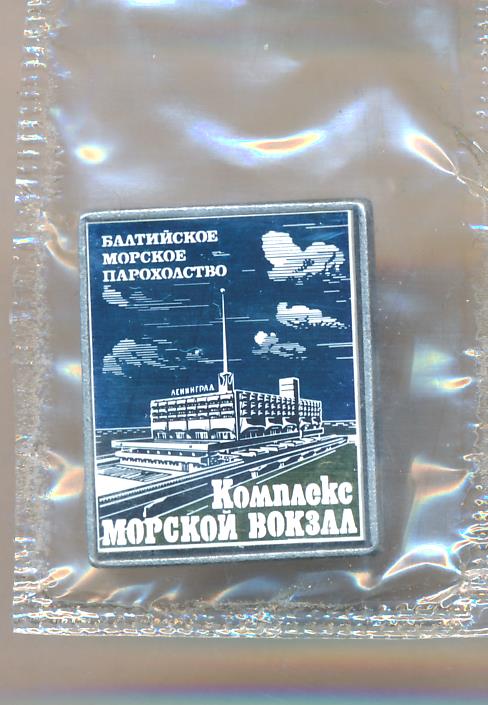 БАЛТИЙСКОЕ
МОРСКОЕ
ПАРОХОДСТВО
ЛЕНИНГРАД
Комплекс
МОРСКОЙ ВОКЗАЛ